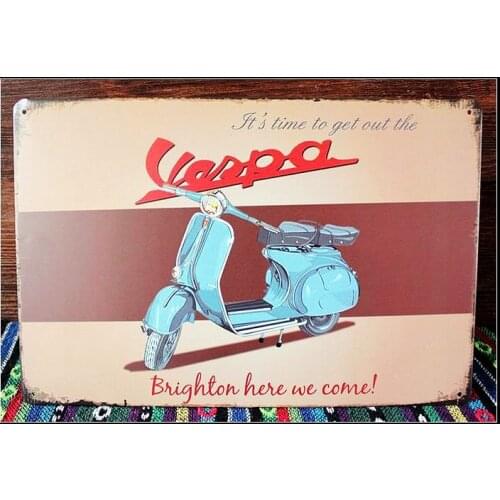 It's time to get out the
Vespa
Brighton here we come!